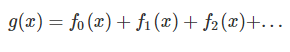 g(x) = f₀(x) + f₁(x) + f₂(x)+…